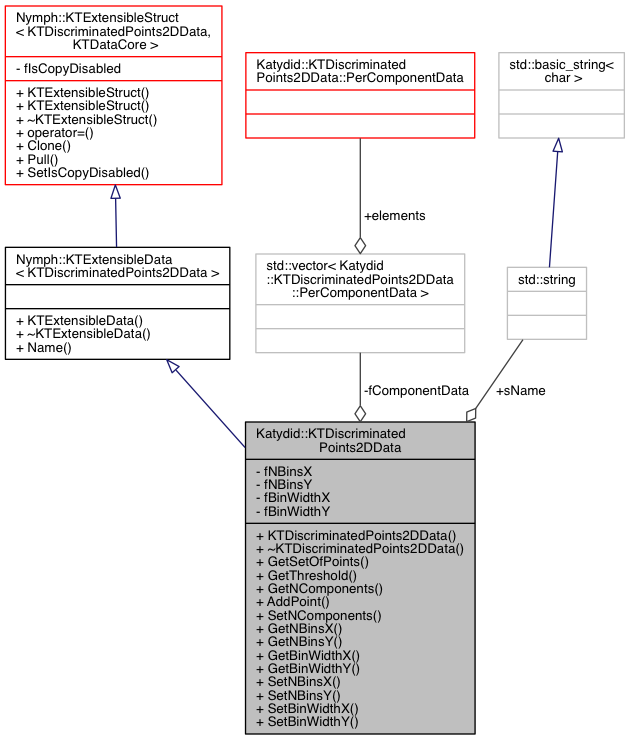 Nymph::KTExtensibleStruct
< KTDiscriminatedPoints2DData,
KTDataCore >
- fIsCopyDisabled
+ KTExtensibleStruct()
+ KTExtensibleStruct()
+ ~KTExtensibleStruct()
+ operator=()
+ Clone()
+ Pull()
+ SetIsCopyDisabled()
Katydid::KTDiscriminated
Points2DData::PerComponentData
std::basic_string<
char >
+elements
Nymph::KTExtensibleData
< KTDiscriminatedPoints2DData >
+ KTExtensibleData()
+ ~KTExtensibleData()
+ Name()
std::vector< Katydid
::KTDiscriminatedPoints2DData
::PerComponentData >
std::string
-fComponentData
+sName
Katydid::KTDiscriminated
Points2DData
- fNBinsX
- fNBinsY
- fBinWidthX
- fBinWidthY
+ KTDiscriminatedPoints2DData()
+ ~KTDiscriminatedPoints2DData()
+ GetSetOfPoints()
+ GetThreshold()
+ GetNComponents()
+ AddPoint()
+ SetNComponents()
+ GetNBinsX()
+ GetNBinsY()
+ GetBinWidthX()
+ GetBinWidthY()
+ SetNBinsX()
+ SetNBinsY()
+ SetBinWidthX()
+ SetBinWidthY()